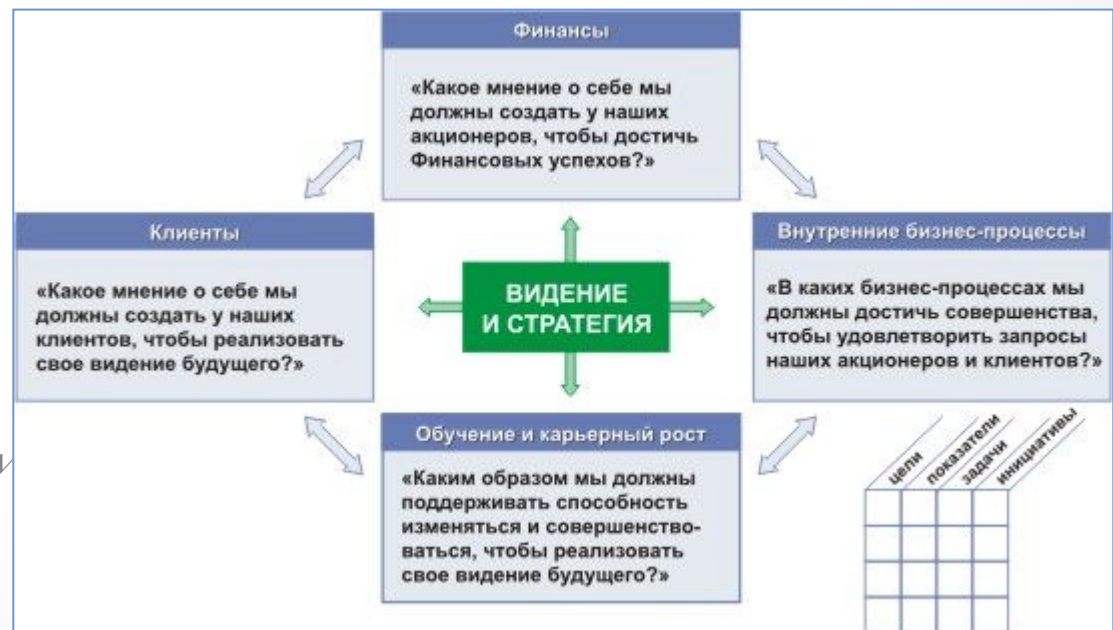 Финансы
«Какое мнение о себе мы
должны создать у наших
акционеров, чтобы достичь
Финансовых успехов?»
Клиенты
«Какое мнение о себе мы
должны создать у наших
клиентов, чтобы реализовать
свое видение будущего?»
ВИДЕНИЕ
И СТРАТЕГИЯ
Внутренние бизнес-процессы
«В каких бизнес-процессах мы
должны достичь совершенства,
чтобы удовлетворить запросы
наших акционеров и клиентов?»
Обучение и карьерный рост
«Каким образом мы должны
поддерживать способность
изменяться и совершенство-
ваться, чтобы реализовать
свое видение будущего?»
цели
показатели
задачи
инициативы